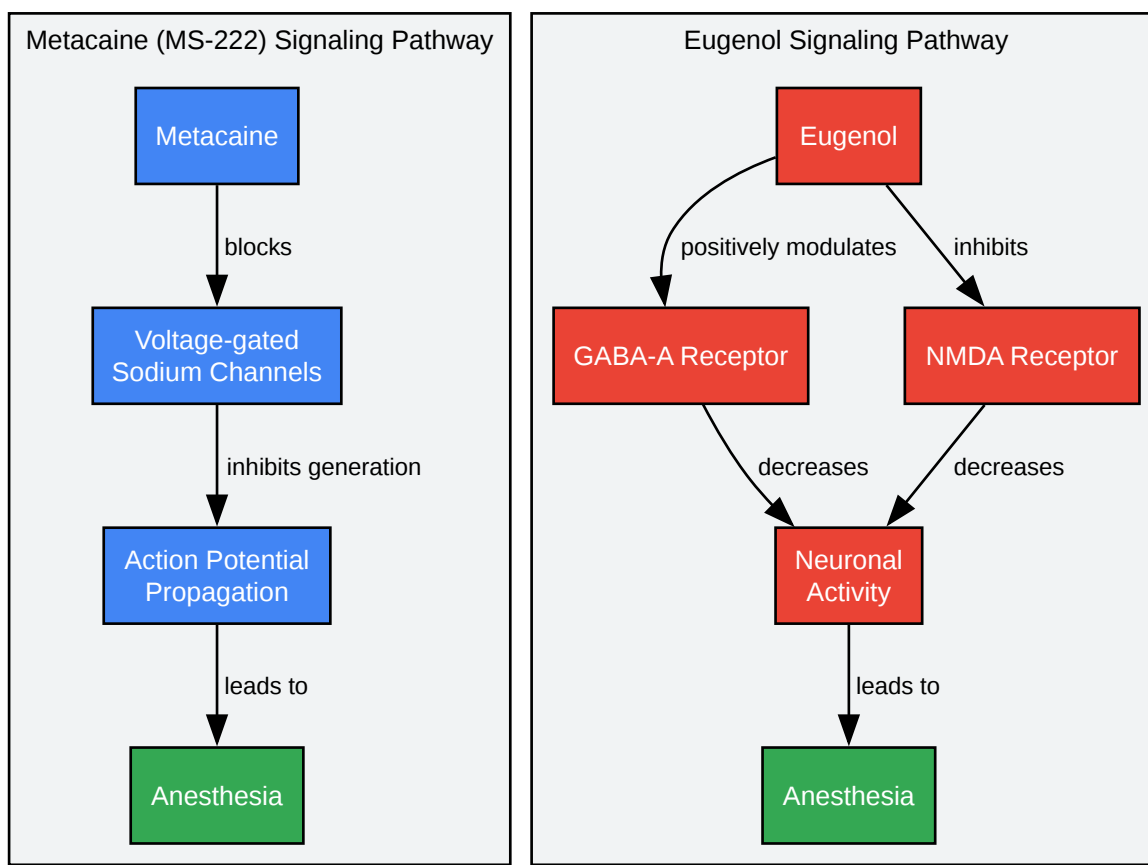 Metacaine (MS-222) Signaling Pathway
Metacaine
blocks
Voltage-gated
Sodium Channels
inhibits generation
Action Potential
Propagation
leads to
Anesthesia
Eugenol Signaling Pathway
Eugenol
positively modulates
inhibits
GABA-A Receptor
NMDA Receptor
decreases
decreases
Neuronal
Activity
leads to
Anesthesia